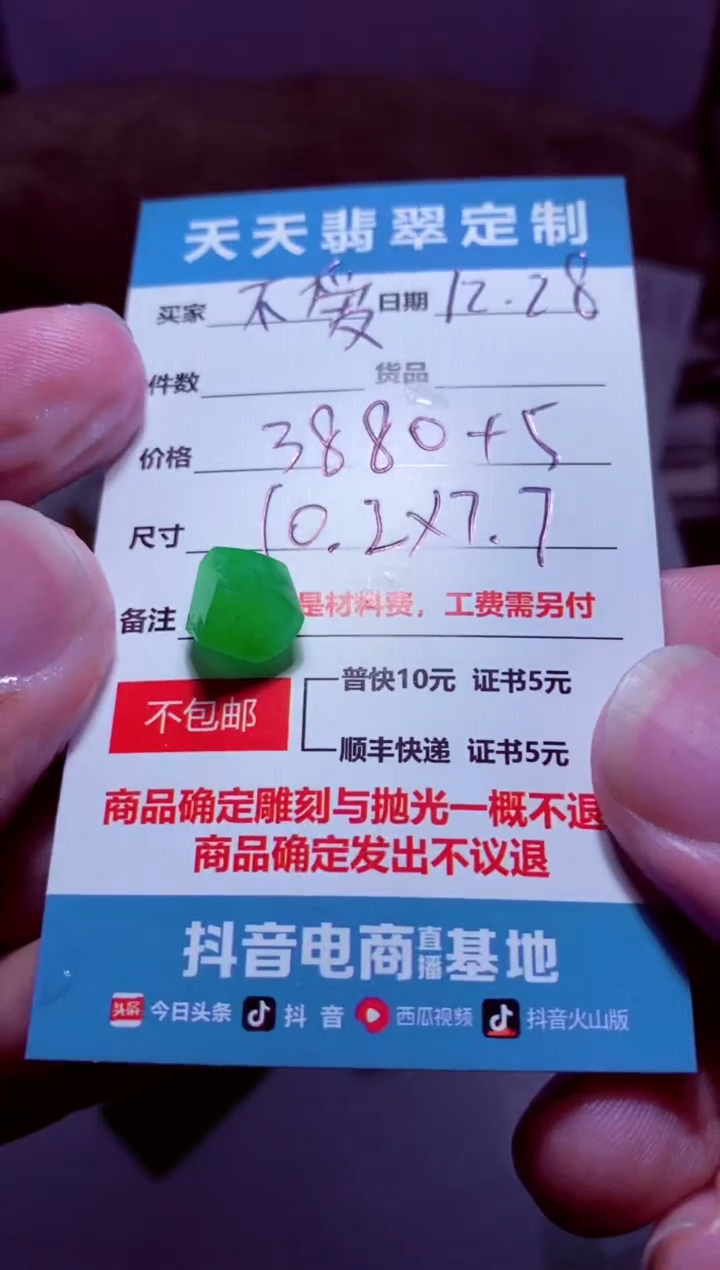 天天翡翠定制
买家 不爱 日期 12.28
件数 货品
价格 3880+5
尺寸 10.2×7.7
备注 是材料费，工费需另付
不包邮
普快10元 证书5元
顺丰快递 证书5元
商品确定雕刻与抛光一概不退
商品确定发出不议退
抖音电商直播基地
头条 今日头条 抖音 西瓜视频 抖音火山版